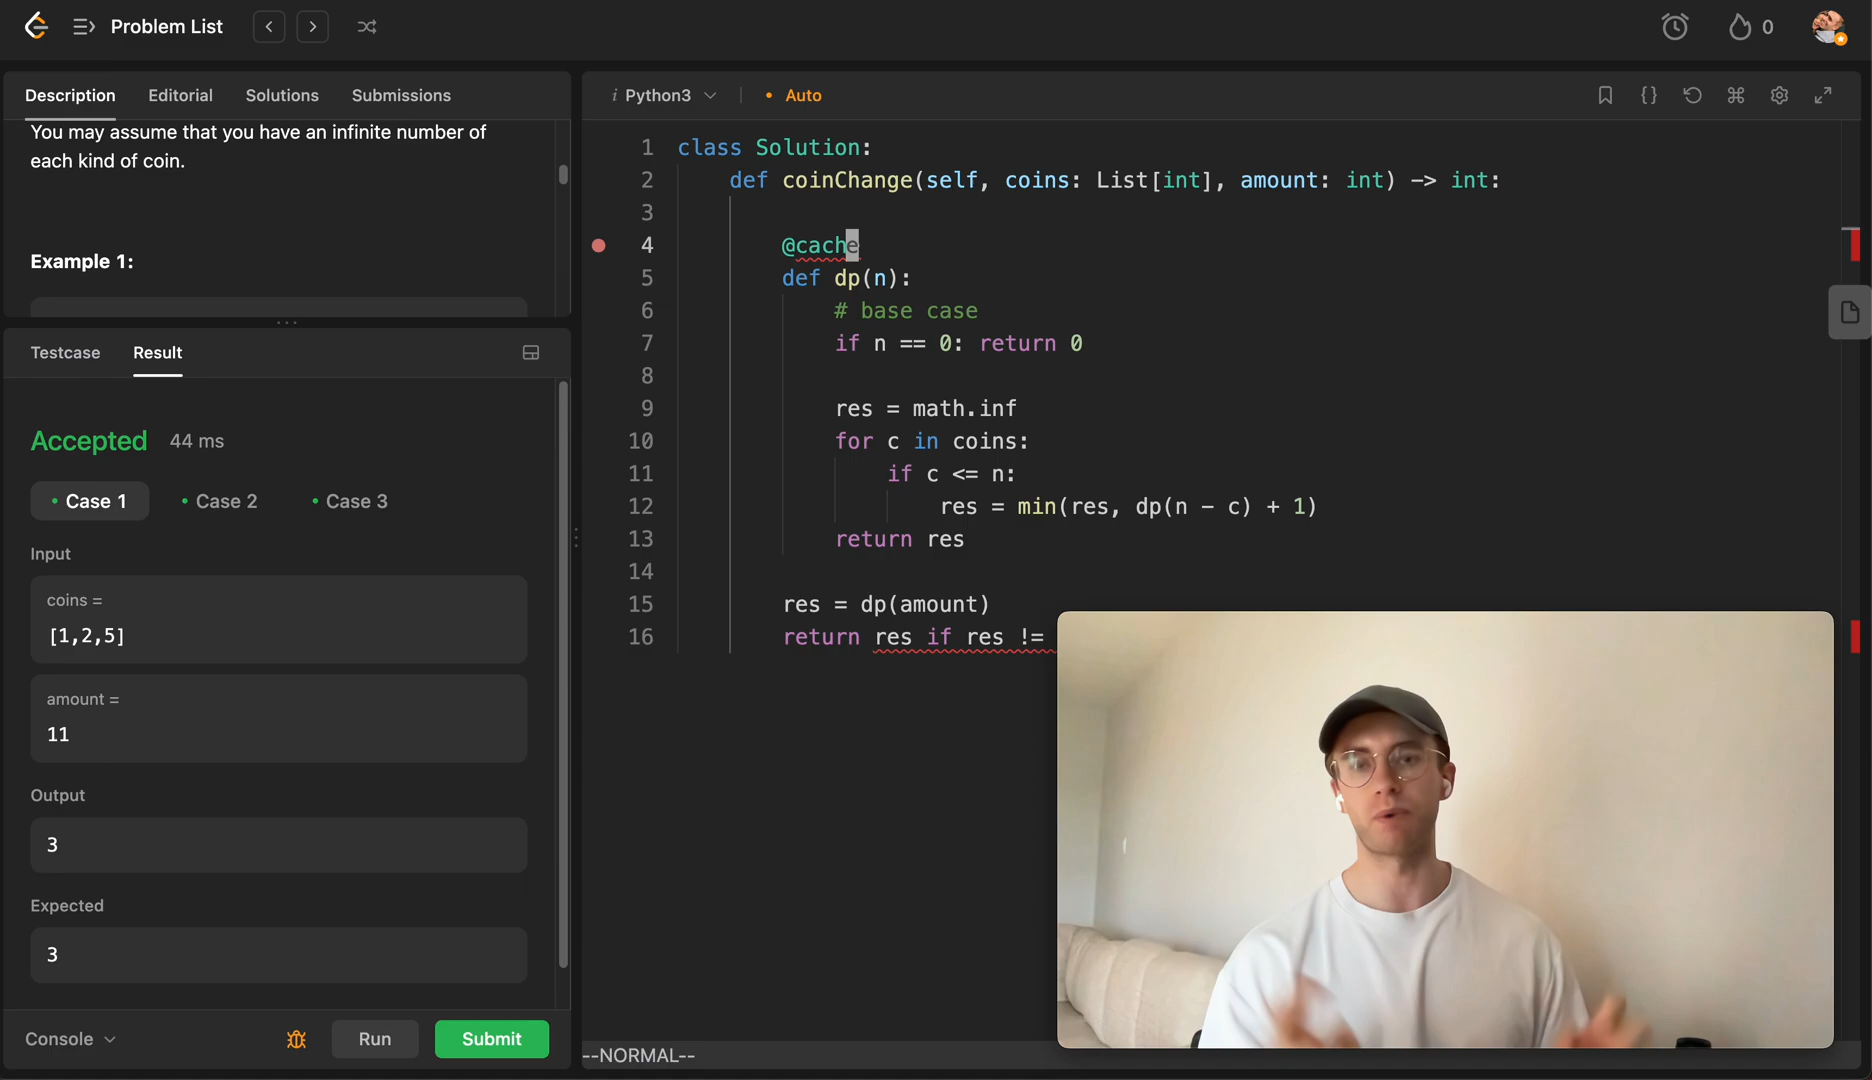 Problem List
0
Description Editorial Solutions Submissions
You may assume that you have an infinite number of
each kind of coin.
Example 1:
Testcase Result
Accepted 44 ms
Case 1 Case 2 Case 3
Input
coins =
[1,2,5]
amount =
11
Output
3
Expected
3
Console Run Submit
i Python3 Auto
1 class Solution:
2 def coinChange(self, coins: List[int], amount: int) -> int:
3
4 @cache
5 def dp(n):
6 # base case
7 if n == 0: return 0
8
9 res = math.inf
10 for c in coins:
11 if c <= n:
12 res = min(res, dp(n - c) + 1)
13 return res
14
15 res = dp(amount)
16 return res if res !=
--NORMAL--